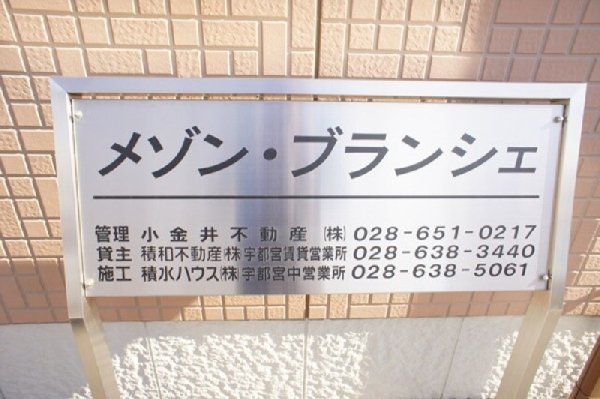 メゾン・ブランシェ
管理 小金井不動産(株) 028-651-0217
貸主 積和不動産(株)宇都宮賃貸営業所 028-638-3440
施工 積水ハウス(株)宇都宮中営業所 028-638-5061